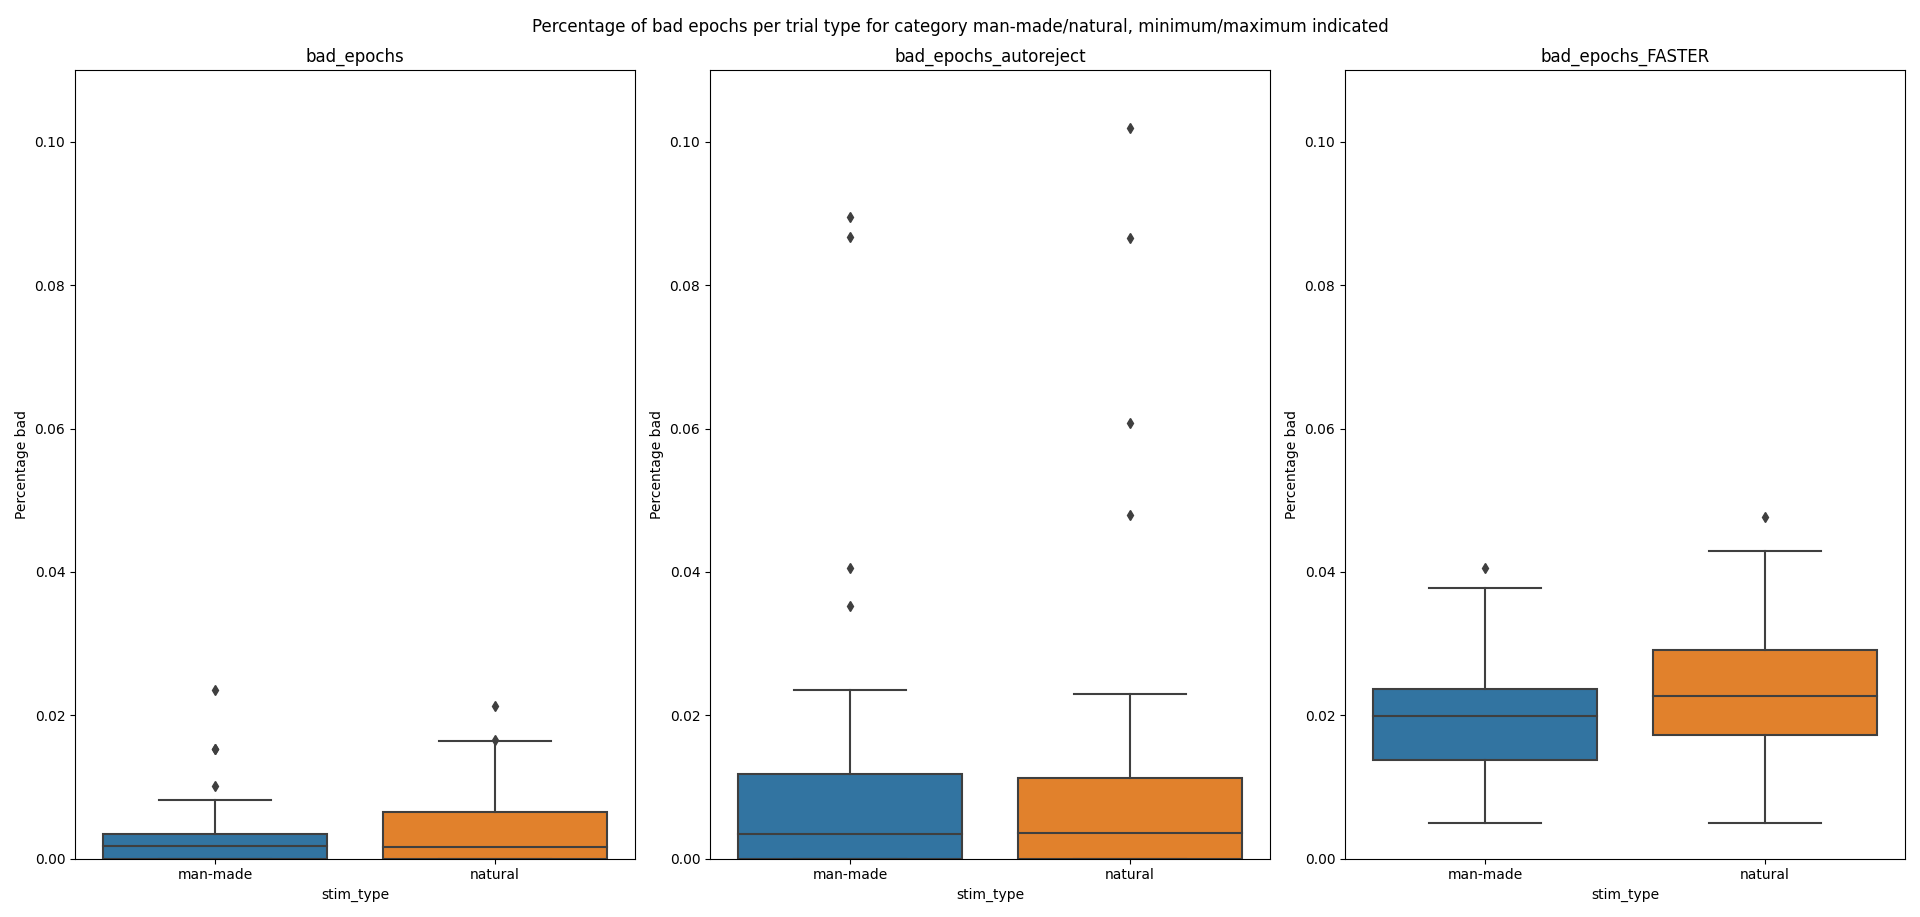 Percentage of bad epochs per trial type for category man-made/natural, minimum/maximum indicated
bad_epochs
Percentage bad
0.10
0.08
0.06
0.04
0.02
0.00
man-made natural
stim_type
bad_epochs_autoreject
Percentage bad
0.10
0.08
0.06
0.04
0.02
0.00
man-made natural
stim_type
bad_epochs_FASTER
Percentage bad
0.10
0.08
0.06
0.04
0.02
0.00
man-made natural
stim_type